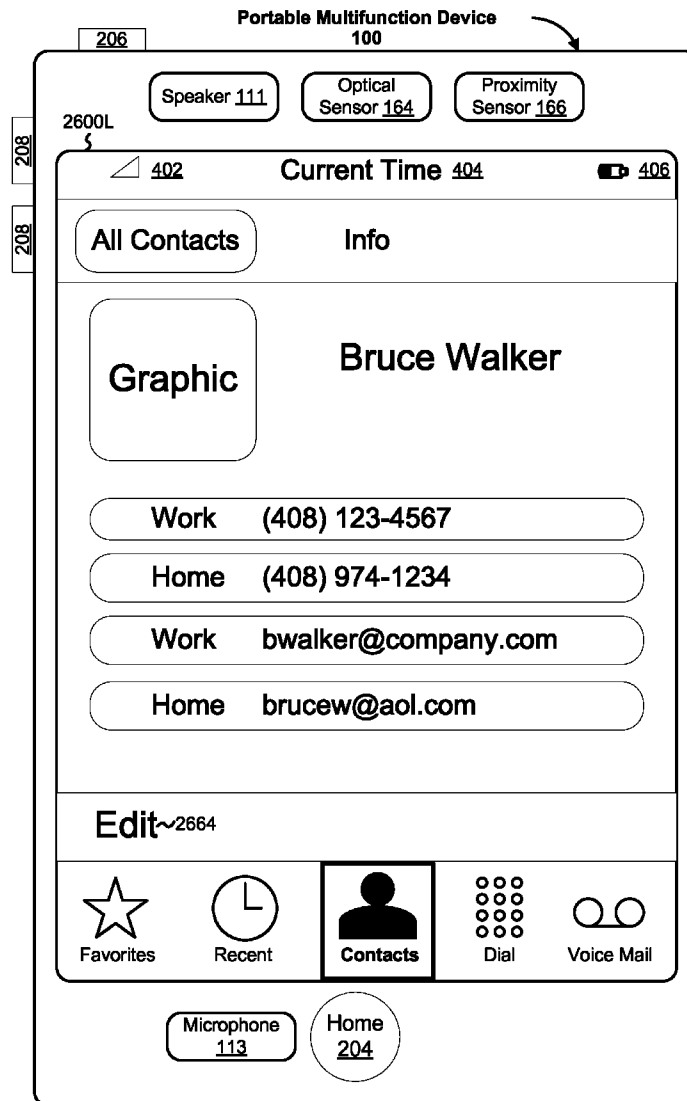 Portable Multifunction Device
100
206
Speaker 111
Optical
Sensor 164
Proximity
Sensor 166
2600L
208
208
402 Current Time 404 406
All Contacts Info
Graphic
Bruce Walker
Work (408) 123-4567
Home (408) 974-1234
Work bwalker@company.com
Home brucew@aol.com
Edit~2664
Favorites Recent Contacts Dial Voice Mail
Microphone
113
Home
204